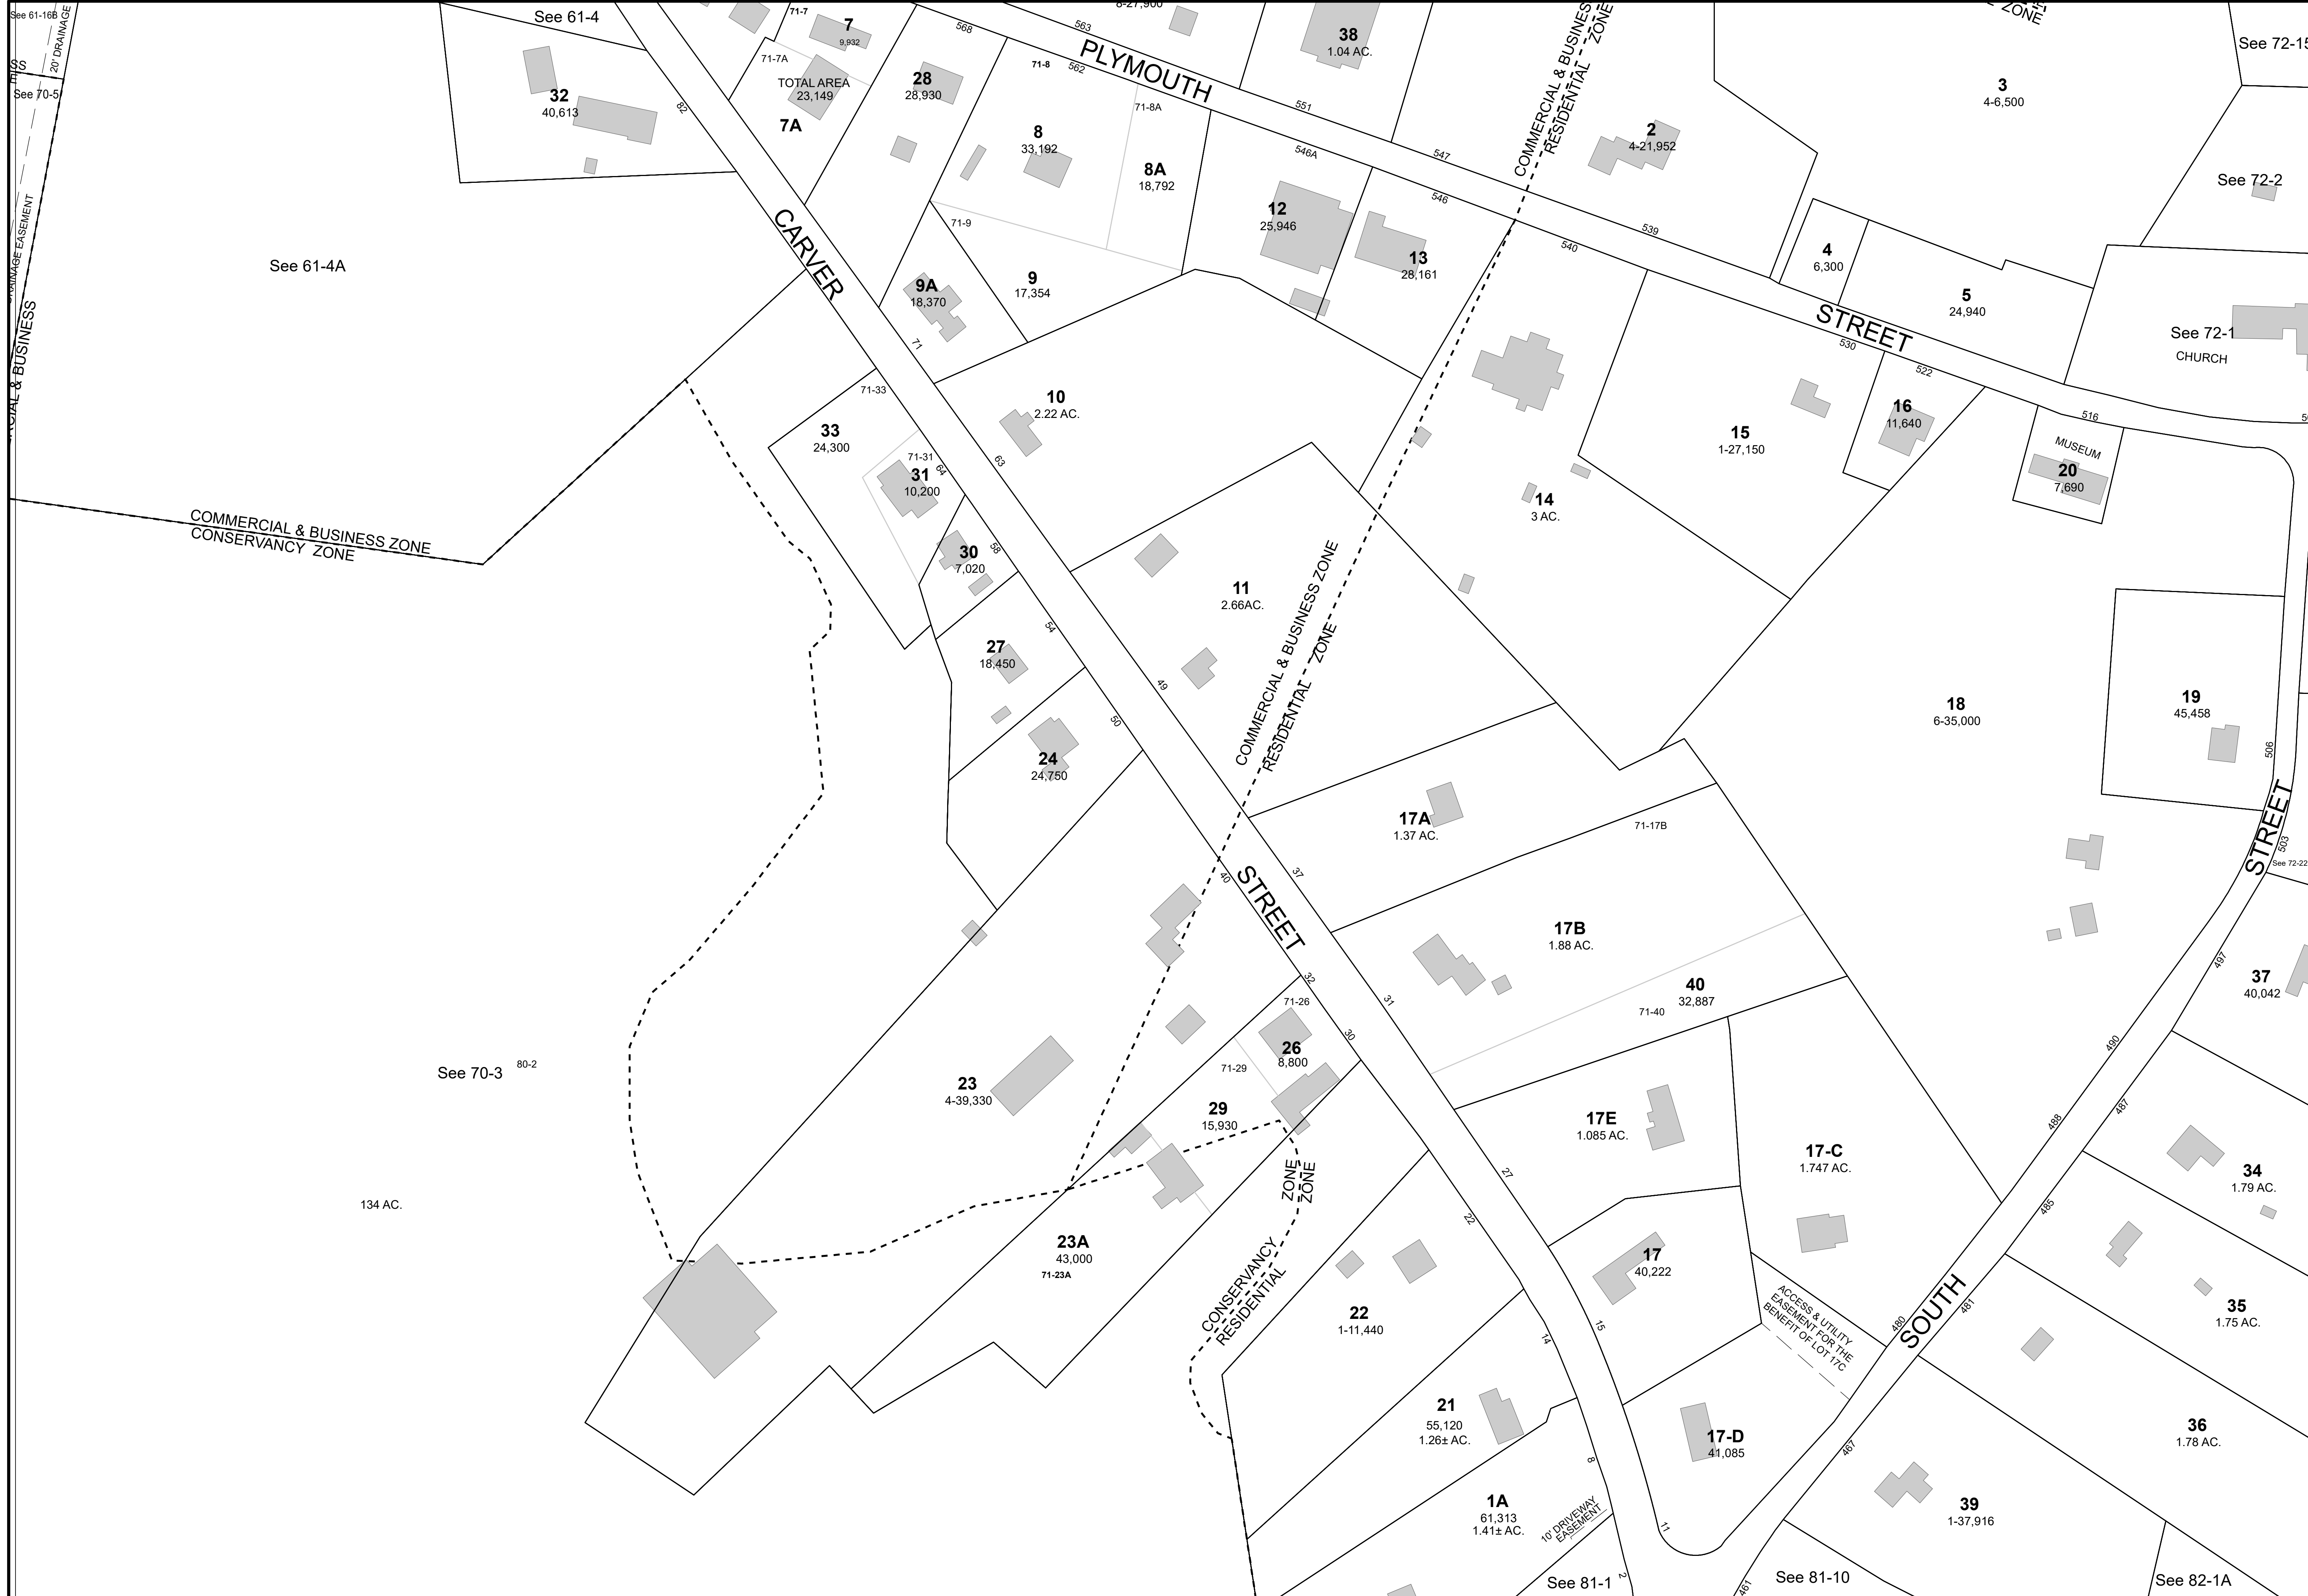 See 61-16B
20' DRAINAGE
SS
E
See 70-5
DRAINAGE EASEMENT
RCIAL & BUSINESS
See 61-4
32
40,613
82
See 61-4A
71-7
7
9,932
71-7A
TOTAL AREA
23,149
7A
28
28,930
568
563
PLYMOUTH
562
71-8
8-27,900
38
1.04 AC.
COMMERCIAL & BUSINESS
RESIDENTIAL ZONE
ZONE
See 72-15
3
4-6,500
2
4-21,952
See 72-2
8
33,192
71-8A
8A
18,792
551
546A
547
546
12
25,946
13
28,161
539
540
4
6,300
5
24,940
See 72-1
CHURCH
STREET
530
522
516
CARVER
71-9
9
17,354
9A
18,370
71
71-33
33
24,300
71-31
31
10,200
64
63
10
2.22 AC.
15
1-27,150
16
11,640
MUSEUM
20
7,690
14
3 AC.
COMMERCIAL & BUSINESS ZONE
CONSERVANCY ZONE
30
7,020
58
54
27
18,450
11
2.66AC.
COMMERCIAL & BUSINESS ZONE
RESIDENTIAL ZONE
49
50
24
24,750
18
6-35,000
19
45,458
506
STREET
503
See 72-22
17A
1.37 AC.
71-17B
37
40
STREET
17B
1.88 AC.
40
32,887
71-40
31
32
71-26
30
26
8,800
497
37
40,042
490
See 70-3
80-2
134 AC.
23
4-39,330
71-29
29
15,930
17E
1.085 AC.
17-C
1.747 AC.
488
487
34
1.79 AC.
485
27
22
ZONE
ZONE
CONSERVANCY
RESIDENTIAL
23A
43,000
71-23A
22
1-11,440
17
40,222
15
14
ACCESS & UTILITY
EASEMENT FOR THE
BENEFIT OF LOT 17C
480
SOUTH
481
35
1.75 AC.
21
55,120
1.26± AC.
17-D
41,085
467
36
1.78 AC.
8
1A
61,313
1.41± AC.
10' DRIVEWAY
EASEMENT
11
39
1-37,916
See 81-1
2
461
See 81-10
See 82-1A